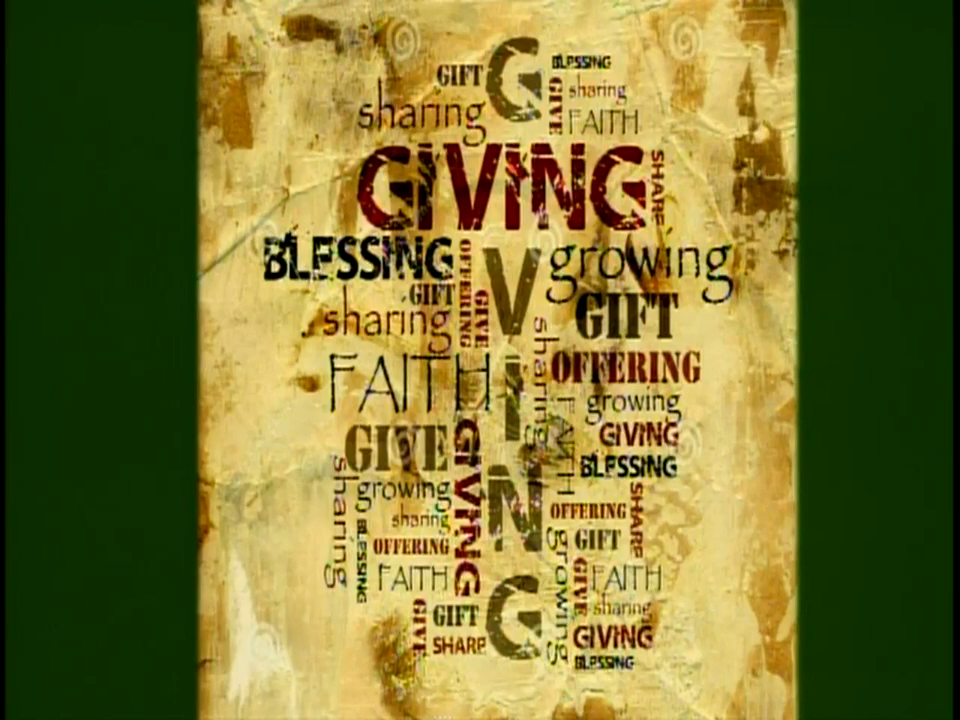 G
BLESSING
GIFT
GIVE
sharing
sharing
FAITH
GIVING
SHARE
BLESSING
OFFERING
V
growing
GIFT
GIVE
GIFT
sharing
sharing
OFFERING
FAITH
i
growing
FAITH
GIVING
GIVE
GIVING
BLESSING
sharing
growing
N
OFFERING
SHARE
sharing
BLESSING
growing
GIFT
OFFERING
FAITH
GIVE
FAITH
G
GIVE
GIFT
sharing
SHARE
GIVING
BLESSING